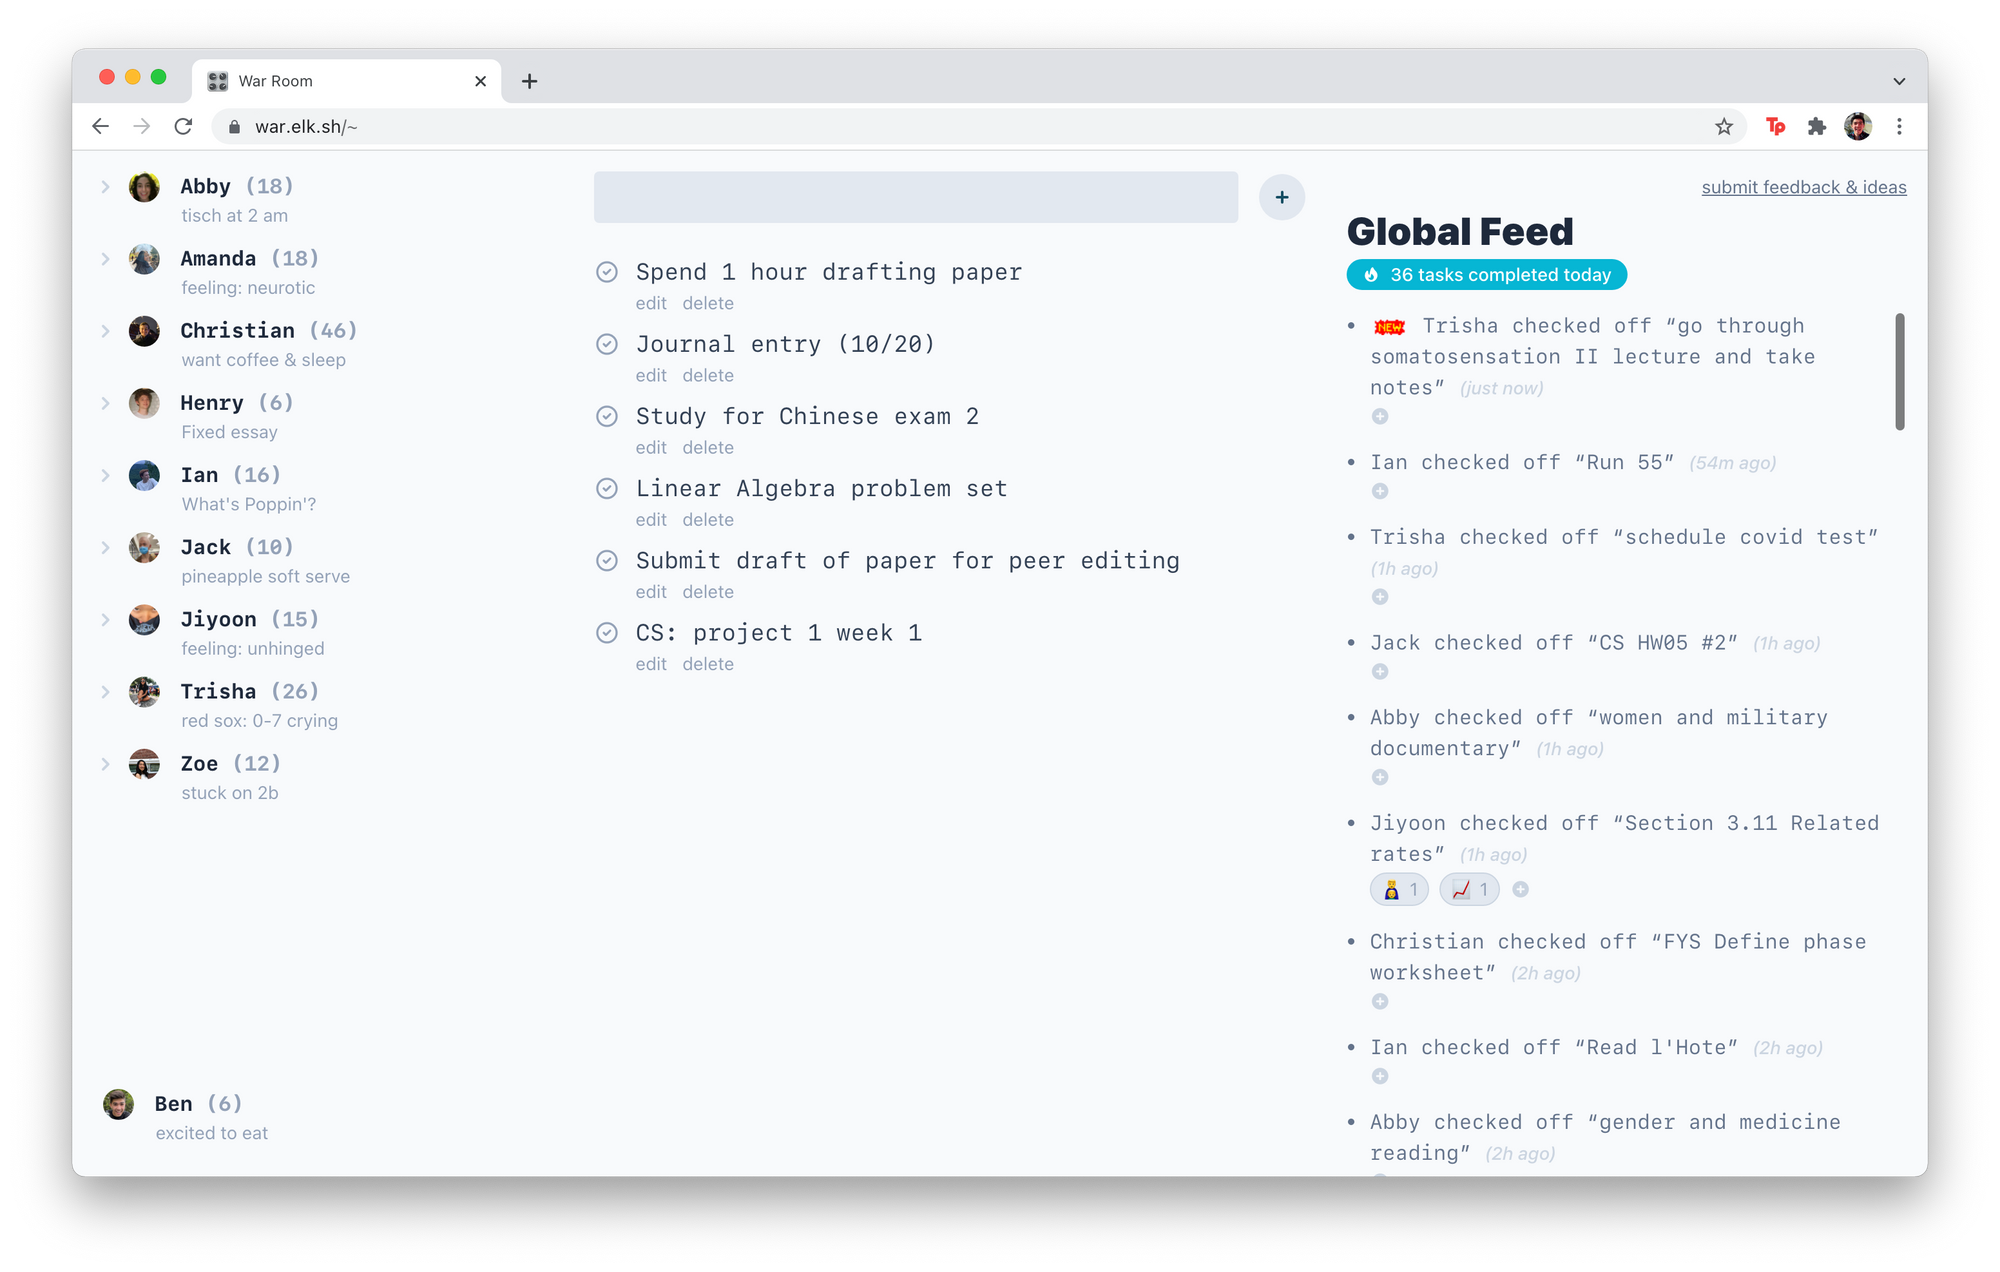 War Room
war.elk.sh/~
Tp
Abby (18)
tisch at 2 am
Amanda (18)
feeling: neurotic
Christian (46)
want coffee & sleep
Henry (6)
Fixed essay
Ian (16)
What's Poppin'?
Jack (10)
pineapple soft serve
Jiyoon (15)
feeling: unhinged
Trisha (26)
red sox: 0-7 crying
Zoe (12)
stuck on 2b
Ben (6)
excited to eat
+
Spend 1 hour drafting paper
edit delete
Journal entry (10/20)
edit delete
Study for Chinese exam 2
edit delete
Linear Algebra problem set
edit delete
Submit draft of paper for peer editing
edit delete
CS: project 1 week 1
edit delete
submit feedback & ideas
Global Feed
36 tasks completed today
• NEW Trisha checked off “go through
somatosensation II lecture and take
notes” (just now)
• Ian checked off “Run 55” (54m ago)
• Trisha checked off “schedule covid test”
(1h ago)
• Jack checked off “CS HW05 #2” (1h ago)
• Abby checked off “women and military
documentary” (1h ago)
• Jiyoon checked off “Section 3.11 Related
rates” (1h ago)
1 1
• Christian checked off “FYS Define phase
worksheet” (2h ago)
• Ian checked off “Read l'Hote” (2h ago)
• Abby checked off “gender and medicine
reading” (2h ago)